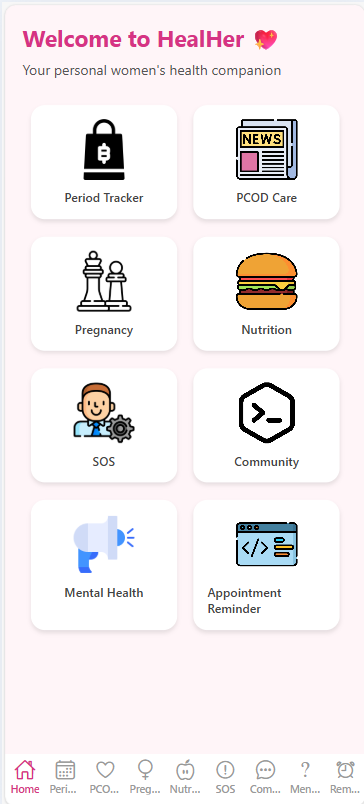 Welcome to HealHer 💖
Your personal women's health companion
Period Tracker
NEWS
PCOD Care
Pregnancy
Nutrition
SOS
Community
Mental Health
Appointment
Reminder
Home
Peri...
PCO...
Preg...
Nutr...
SOS
Com...
Men...
Rem...